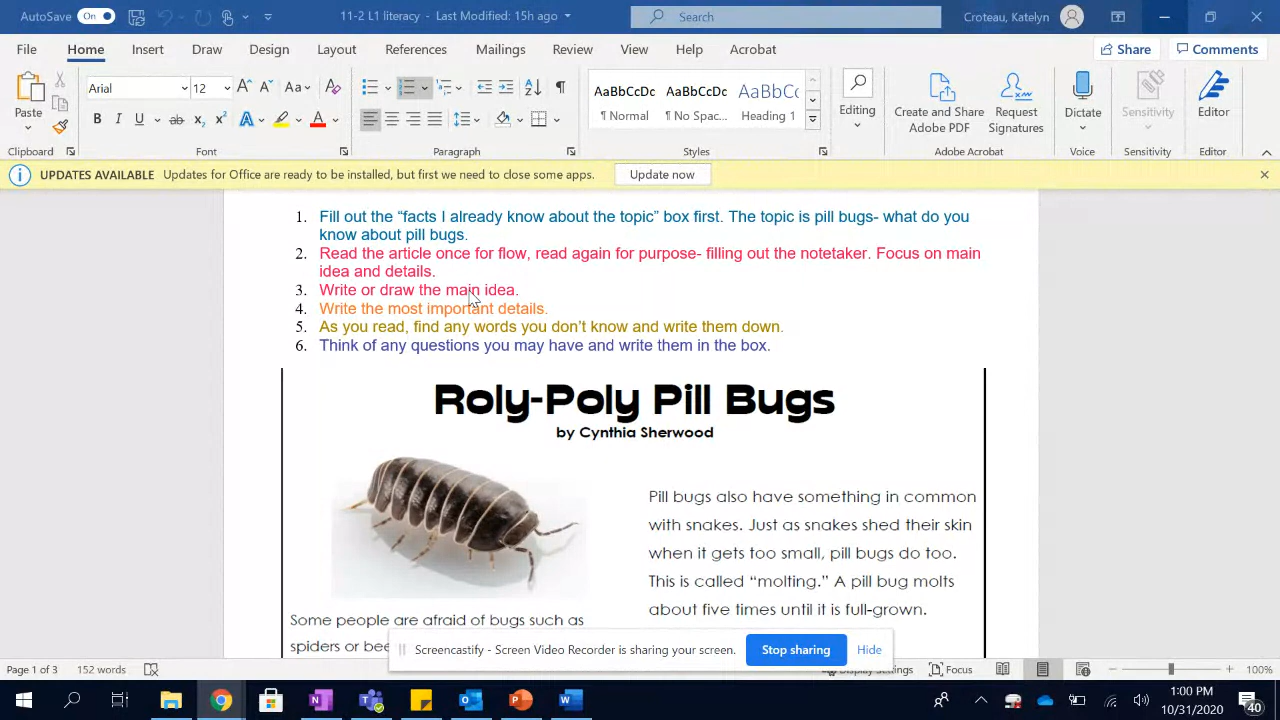 AutoSave On 11-2 L1 literacy - Last Modified: 15h ago Search Croteau, Katelyn
File Home Insert Draw Design Layout References Mailings Review View Help Acrobat Share Comments
Paste Arial 12 Aa AaBbCcDc AaBbCcDc AaBbCc Editing Create and Share Request Dictate Sensitivity Editor
¶ Normal ¶ No Spac... Heading 1 Adobe PDF Signatures
Clipboard Font Paragraph Styles Adobe Acrobat Voice Sensitivity Editor
UPDATES AVAILABLE Updates for Office are ready to be installed, but first we need to close some apps. Update now
1. Fill out the “facts I already know about the topic” box first. The topic is pill bugs- what do you
know about pill bugs.
2. Read the article once for flow, read again for purpose- filling out the notetaker. Focus on main
idea and details.
3. Write or draw the main idea.
4. Write the most important details.
5. As you read, find any words you don’t know and write them down.
6. Think of any questions you may have and write them in the box.
Roly-Poly Pill Bugs
by Cynthia Sherwood
Pill bugs also have something in common
with snakes. Just as snakes shed their skin
when it gets too small, pill bugs do too.
This is called “molting.” A pill bug molts
about five times until it is full-grown.
Some people are afraid of bugs such as
spiders or bee
Screencastify - Screen Video Recorder is sharing your screen. Stop sharing Hide
Page 1 of 3 152 words Display Settings Focus 100%
1:00 PM
10/31/2020 40